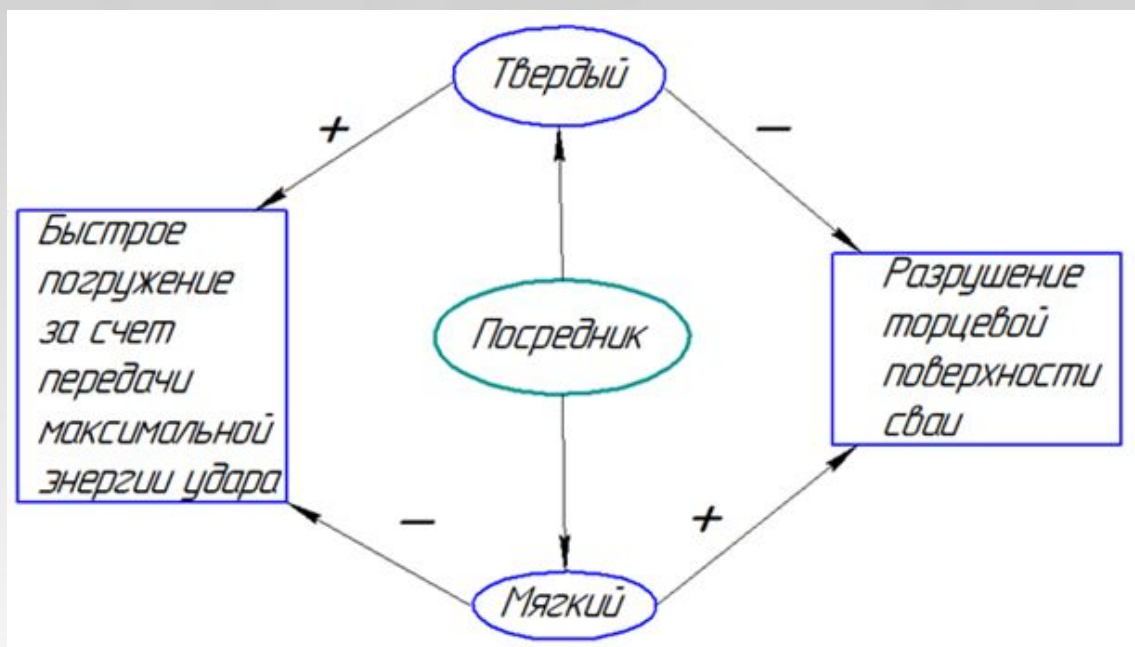 Твердый
+
−
Быстрое
погружение
за счет
передачи
максимальной
энергии удара
Посредник
Разрушение
торцевой
поверхности
сваи
−
+
Мягкий